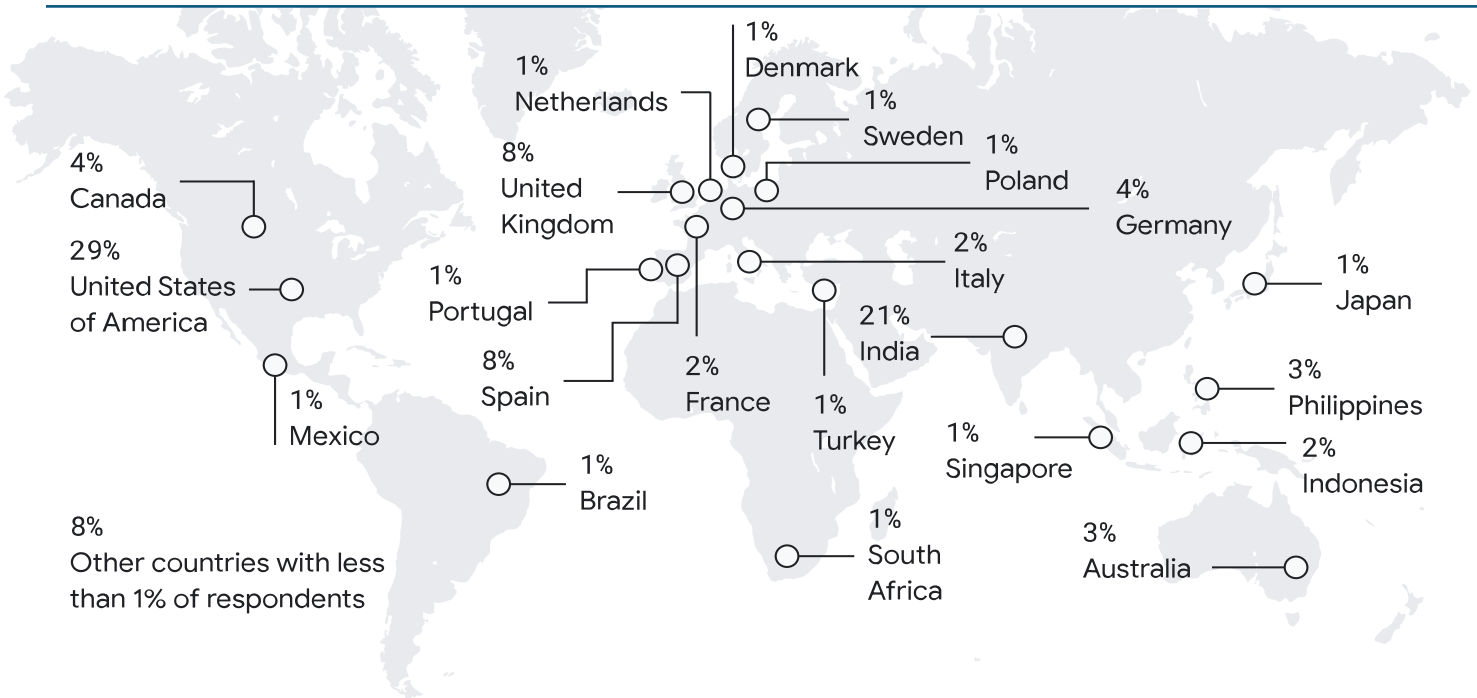 1%
Denmark
1%
Netherlands
1%
Sweden
8%
United
Kingdom
1%
Poland
4%
Canada
4%
Germany
29%
United States
of America
2%
Italy
1%
Portugal
1%
Japan
21%
India
8%
Spain
2%
France
3%
Philippines
1%
Mexico
1%
Turkey
1%
Singapore
2%
Indonesia
1%
Brazil
8%
Other countries with less
than 1% of respondents
1%
South
Africa
3%
Australia